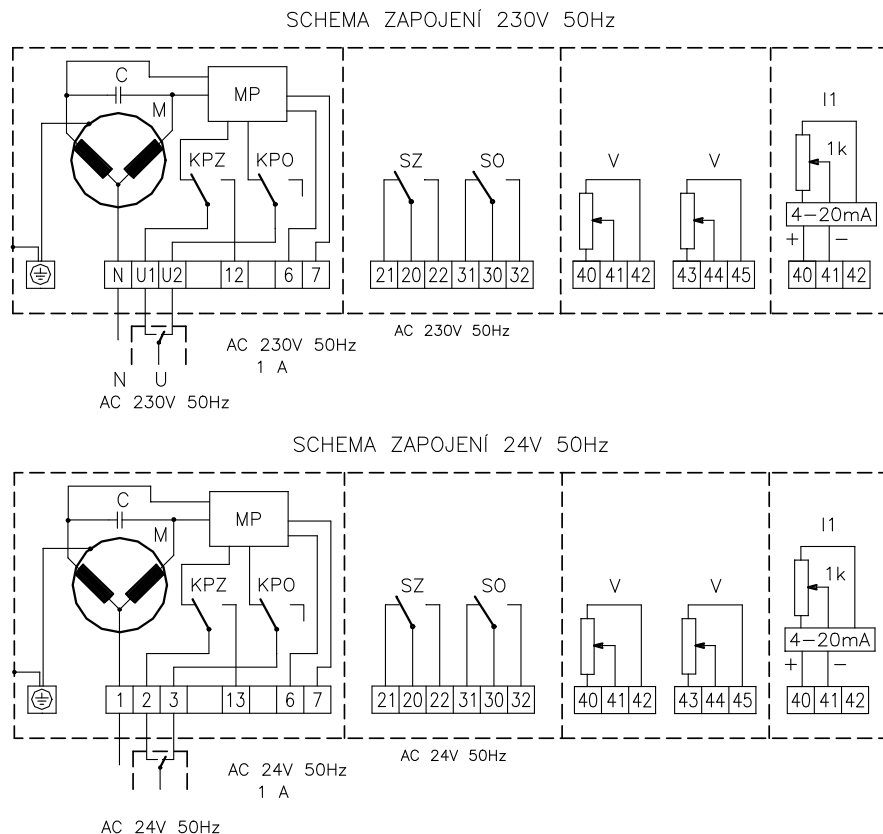 SCHEMA ZAPOJENÍ 230V 50Hz
C
M
MP
KPZ
KPO
SZ
SO
V
V
I1
1k
4-20mA
+ -
N U1 U2 12 6 7
21 20 22 31 30 32
40 41 42
43 44 45
40 41 42
AC 230V 50Hz
1 A
AC 230V 50Hz
N U
AC 230V 50Hz
SCHEMA ZAPOJENÍ 24V 50Hz
C
M
MP
KPZ
KPO
SZ
SO
V
V
I1
1k
4-20mA
+ -
1 2 3 13 6 7
21 20 22 31 30 32
40 41 42
43 44 45
40 41 42
AC 24V 50Hz
1 A
AC 24V 50Hz
AC 24V 50Hz